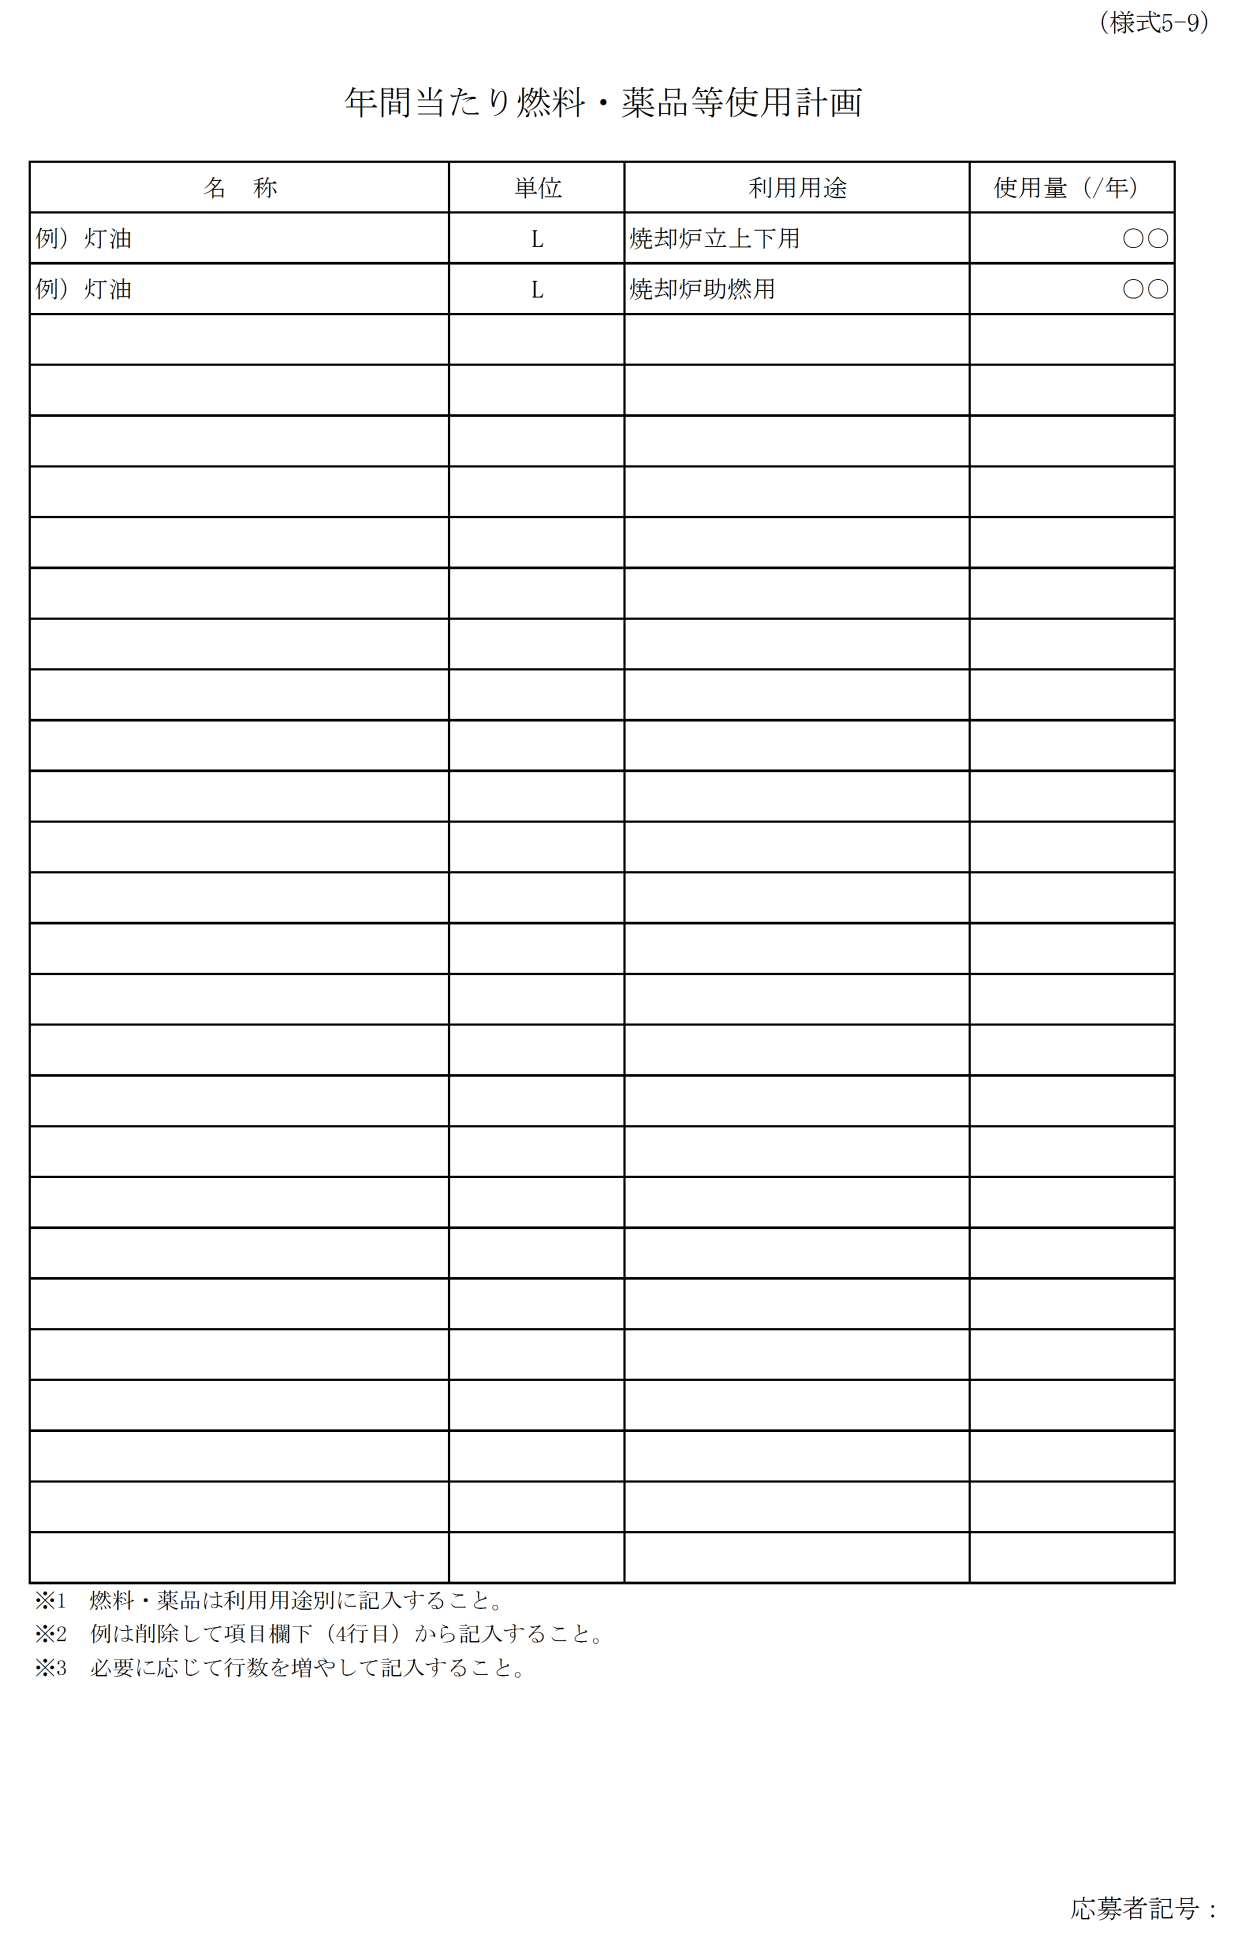 （様式5-9）
年間当たり燃料・薬品等使用計画
名　称 単位 利用用途 使用量（/年）
例）灯油 L 焼却炉立上下用 〇〇
例）灯油 L 焼却炉助燃用 〇〇
※1　燃料・薬品は利用用途別に記入すること。
※2　例は削除して項目欄下（4行目）から記入すること。
※3　必要に応じて行数を増やして記入すること。
応募者記号：